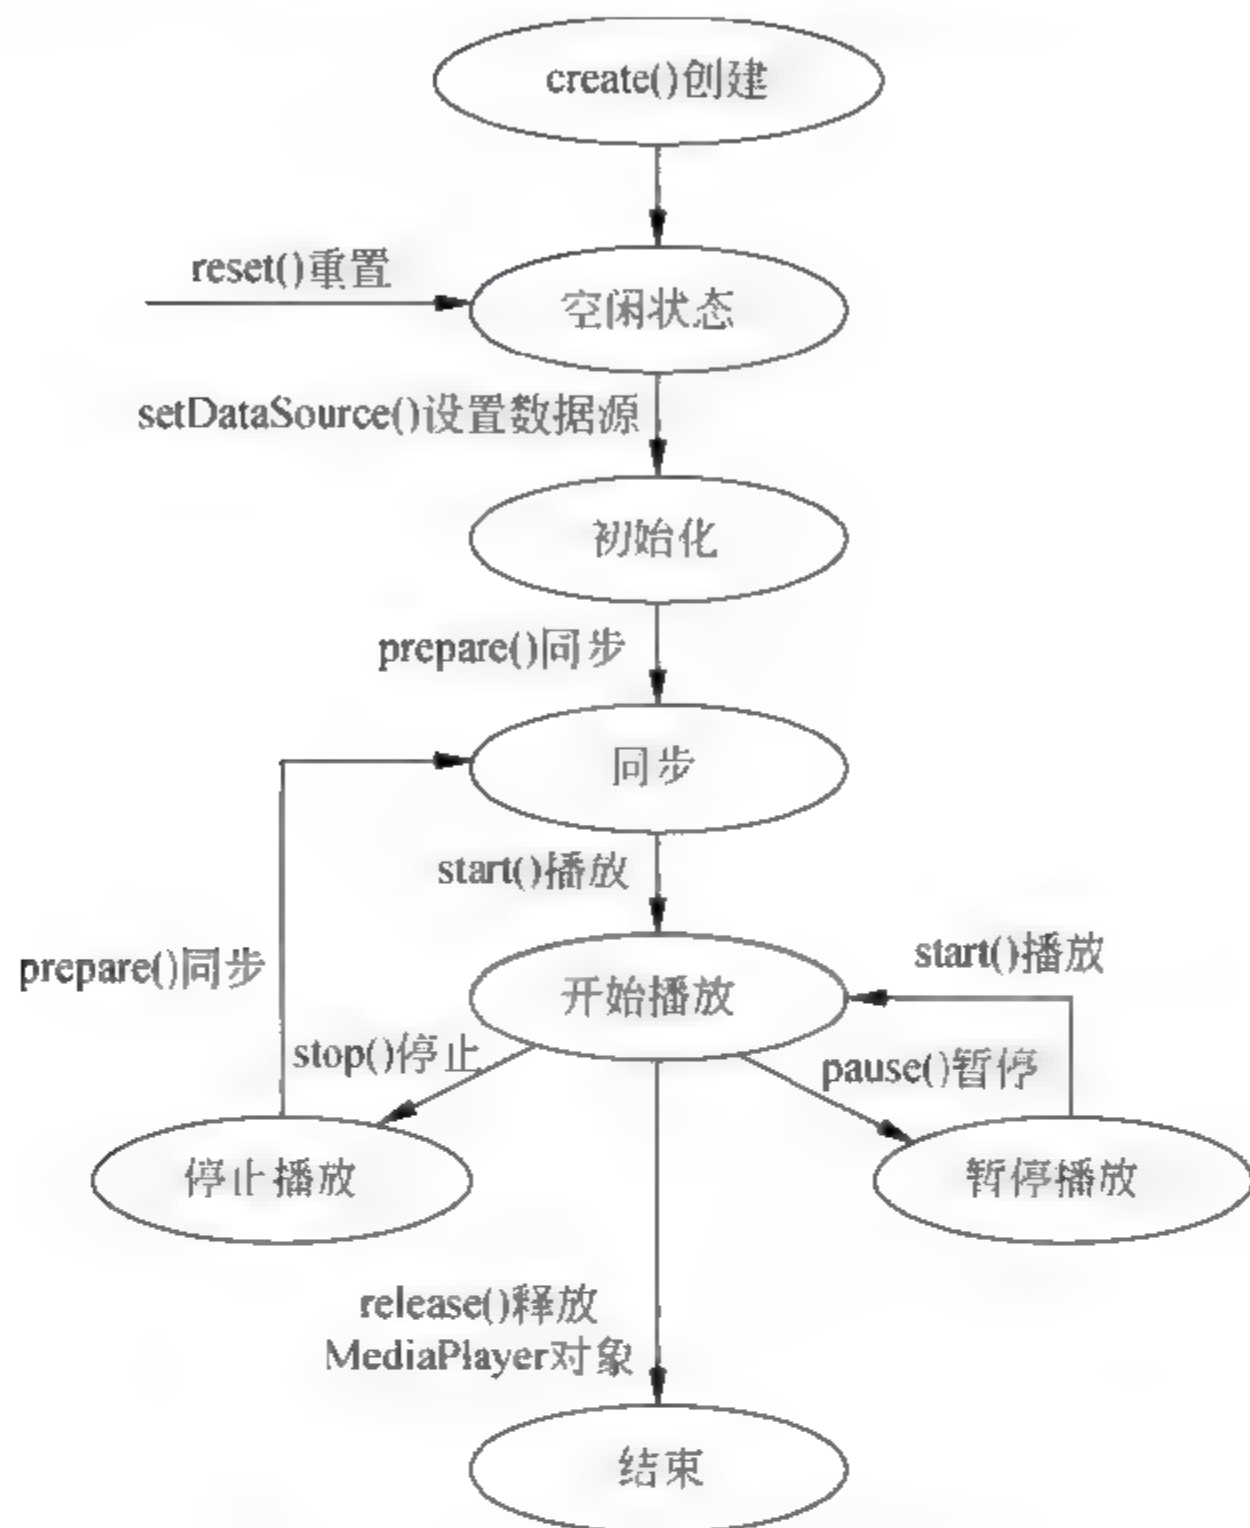 create()创建
reset()重置
空闲状态
setDataSource()设置数据源
初始化
prepare()同步
同步
start()播放
start()播放
prepare()同步
开始播放
stop()停止
pause()暂停
停止播放
暂停播放
release()释放
MediaPlayer对象
结束